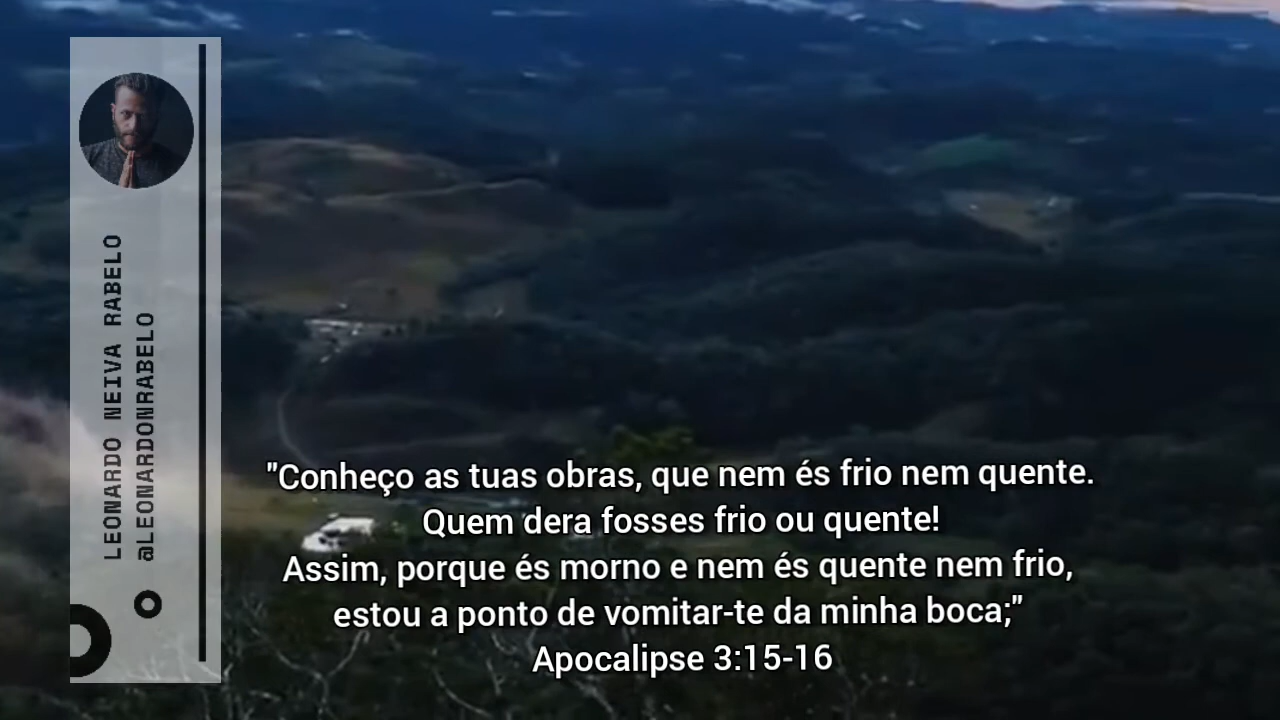 LEONARDO NEIVA RABELO
@LEONARDONRABELO
"Conheço as tuas obras, que nem és frio nem quente.
Quem dera fosses frio ou quente!
Assim, porque és morno e nem és quente nem frio,
estou a ponto de vomitar-te da minha boca;"
Apocalipse 3:15-16